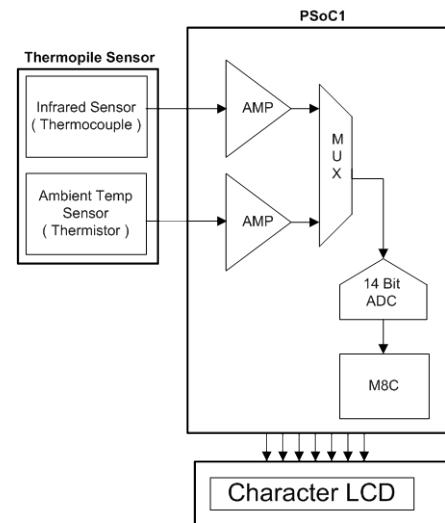 PSoC1
Thermopile Sensor
Infrared Sensor
( Thermocouple )
AMP
M
U
X
Ambient Temp
Sensor
( Thermistor )
AMP
14 Bit
ADC
M8C
Character LCD